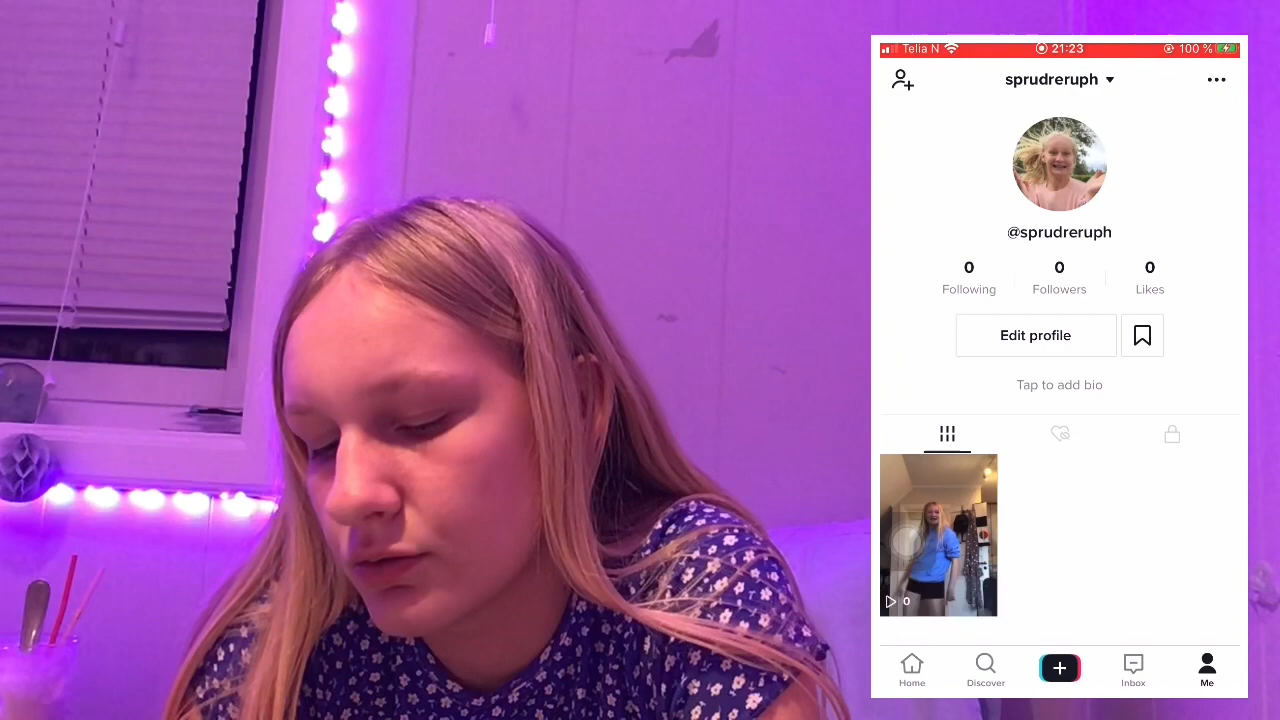 Telia N 21:23 100 %
sprudreruph
@sprudreruph
0 0 0
Following Followers Likes
Edit profile
Tap to add bio
0
Home Discover Inbox Me